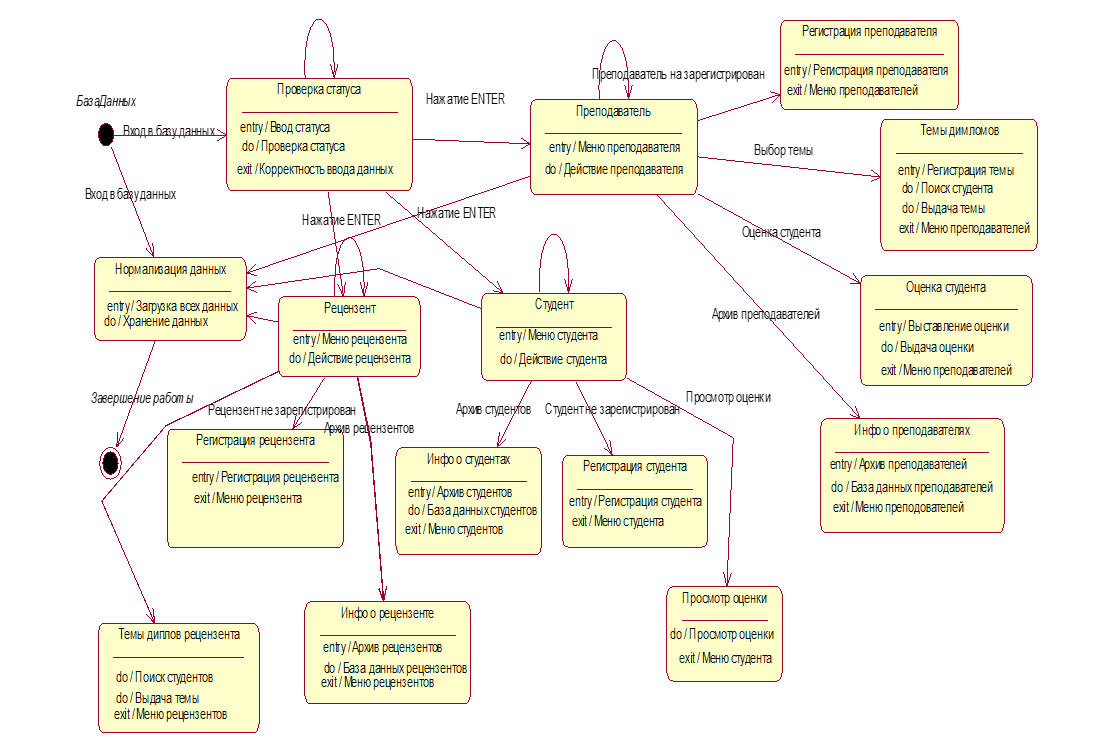 БазаДанных
Вход в базу данных
Вход в базу данных
Проверка статуса
entry / Ввод статуса
do / Проверка статуса
exit / Корректность ввода данных
Нажатие ENTER
Преподаватель на зарегистрирован
Преподаватель
entry / Меню преподавателя
do / Действие преподавателя
Регистрация преподавателя
entry / Регистрация преподавателя
exit / Меню преподавателей
Выбор темы
Темы димломов
entry / Регистрация темы
do / Поиск студента
do / Выдача темы
exit / Меню преподавателей
Нажатие ENTER
Нажатие ENTER
Оценка студента
Нормализация данных
entry / Загрузка всех данных
do / Хранение данных
Рецензент
entry / Меню рецензента
do / Действие рецензента
Студент
entry / Меню студента
do / Действие студента
Архив преподавателей
Оценка студента
entry / Выставление оценки
do / Выдача оценки
exit / Меню преподавателей
Завершение работы
Рецензент не зарегистрирован
Архив рецензентов
Архив студентов
Студент не зарегистрирован
Просмотр оценки
Регистрация рецензента
entry / Регистрация рецензента
exit / Меню рецензента
Инфо о студентах
entry / Архив студентов
do / База данных студентов
exit / Меню студентов
Регистрация студента
entry / Регистрация студента
exit / Меню студента
Инфо о преподавателях
entry / Архив преподавателей
do / База данных преподавателей
exit / Меню преподователей
Темы диплов рецензента
do / Поиск студентов
do / Выдача темы
exit / Меню рецензентов
Инфо о рецензенте
entry / Архив рецензентов
do / База данных рецензентов
exit / Меню рецензентов
Просмотр оценки
do / Просмотр оценки
exit / Меню студента